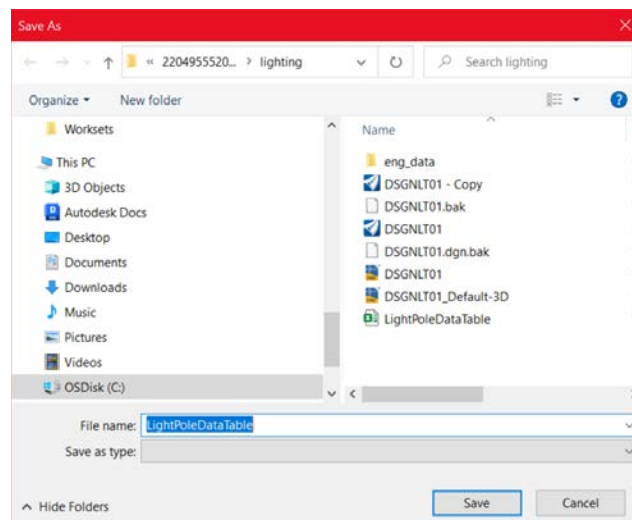 Save As
« 2204955520... › lighting
Search lighting
Organize
New folder
Worksets
This PC
3D Objects
Autodesk Docs
Desktop
Documents
Downloads
Music
Pictures
Videos
OSDisk (C:)
Name
eng_data
DSGNLT01 - Copy
DSGNLT01.bak
DSGNLT01
DSGNLT01.dgn.bak
DSGNLT01
DSGNLT01_Default-3D
LightPoleDataTable
File name: LightPoleDataTable
Save as type:
Hide Folders
Save
Cancel